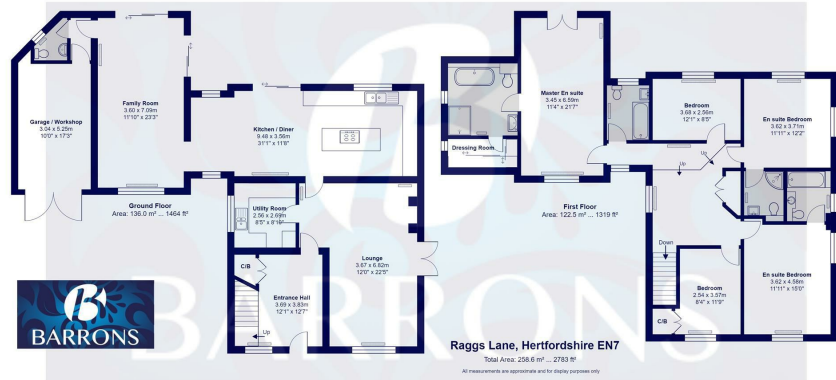 Garage / Workshop
3.04 x 5.25m
10'0" x 17'3"
Family Room
3.60 x 7.09m
11'10" x 23'3"
Kitchen / Diner
9.48 x 3.56m
31'1" x 11'8"
Ground Floor
Area: 136.0 m² ... 1464 ft²
Utility Room
2.56 x 2.69m
8'5" x 8'10"
Lounge
3.67 x 6.82m
12'0" x 22'5"
C/B
Entrance Hall
3.69 x 3.83m
12'1" x 12'7"
Up
Master En suite
3.45 x 6.59m
11'4" x 21'7"
Dressing Room
Bedroom
3.68 x 2.56m
12'1" x 8'5"
En suite Bedroom
3.62 x 3.71m
11'11" x 12'2"
Up
Up
First Floor
Area: 122.5 m² ... 1319 ft²
Down
Bedroom
2.54 x 3.57m
8'4" x 11'9"
En suite Bedroom
3.62 x 4.58m
11'11" x 15'0"
C/B
B
BARRONS
BARRONS
Raggs Lane, Hertfordshire EN7
Total Area: 258.6 m² ... 2783 ft²
All measurements are approximate and for display purposes only